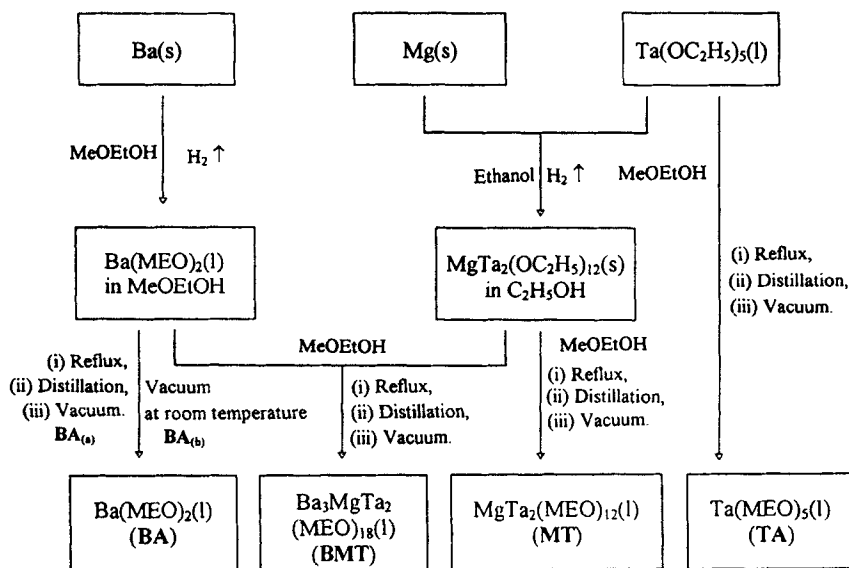 Ba(s)
Mg(s)
Ta(OC₂H₅)₅(l)
MeOEtOH H₂ ↑
Ethanol H₂ ↑
MeOEtOH
Ba(MEO)₂(l)
in MeOEtOH
MgTa₂(OC₂H₅)₁₂(s)
in C₂H₅OH
(i) Reflux,
(ii) Distillation,
(iii) Vacuum.
MeOEtOH
MeOEtOH
(i) Reflux,
(ii) Distillation,
(iii) Vacuum.
BA₍ₐ₎
Vacuum
at room temperature
BA(b)
(i) Reflux,
(ii) Distillation,
(iii) Vacuum.
(i) Reflux,
(ii) Distillation,
(iii) Vacuum.
Ba(MEO)₂(l)
(BA)
Ba₃MgTa₂
(MEO)₁₈(l)
(BMT)
MgTa₂(MEO)₁₂(l)
(MT)
Ta(MEO)₅(l)
(TA)